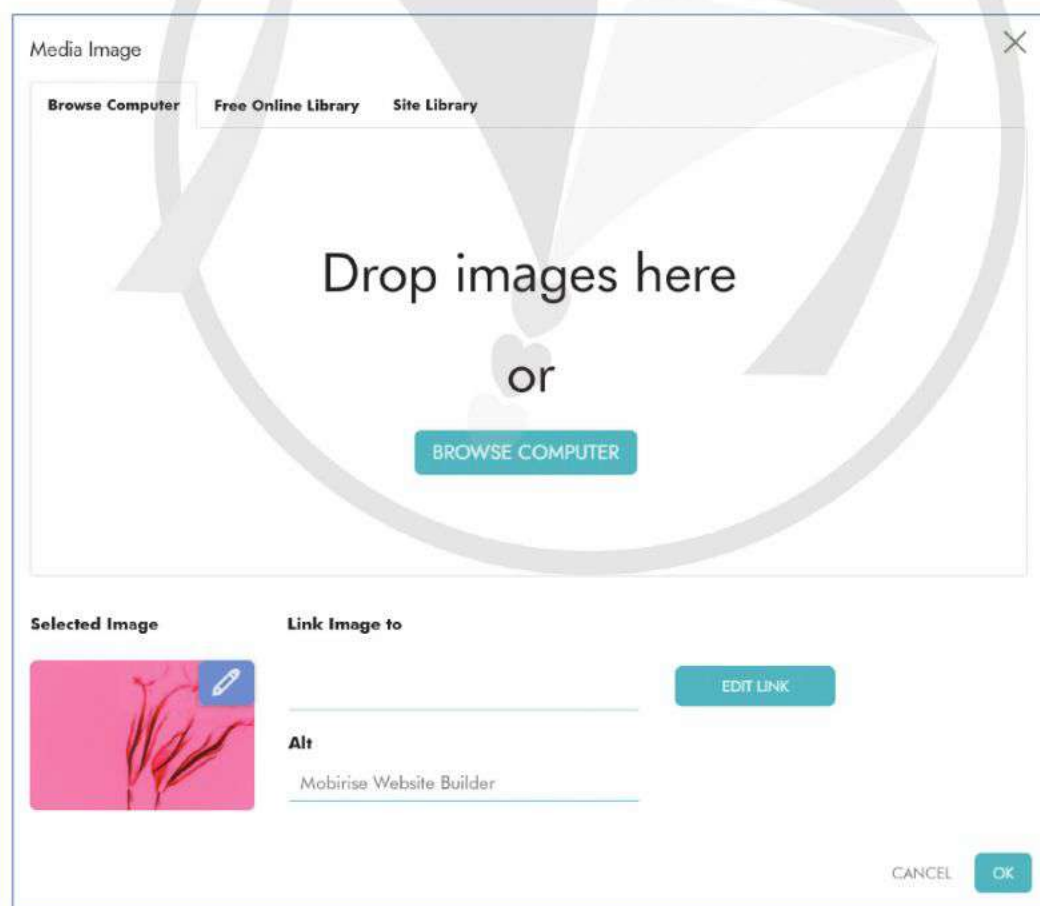 Media Image
Browse Computer Free Online Library Site Library
Drop images here
or
BROWSE COMPUTER
Selected Image Link Image to
EDIT LINK
Alt
Mobirise Website Builder
CANCEL OK